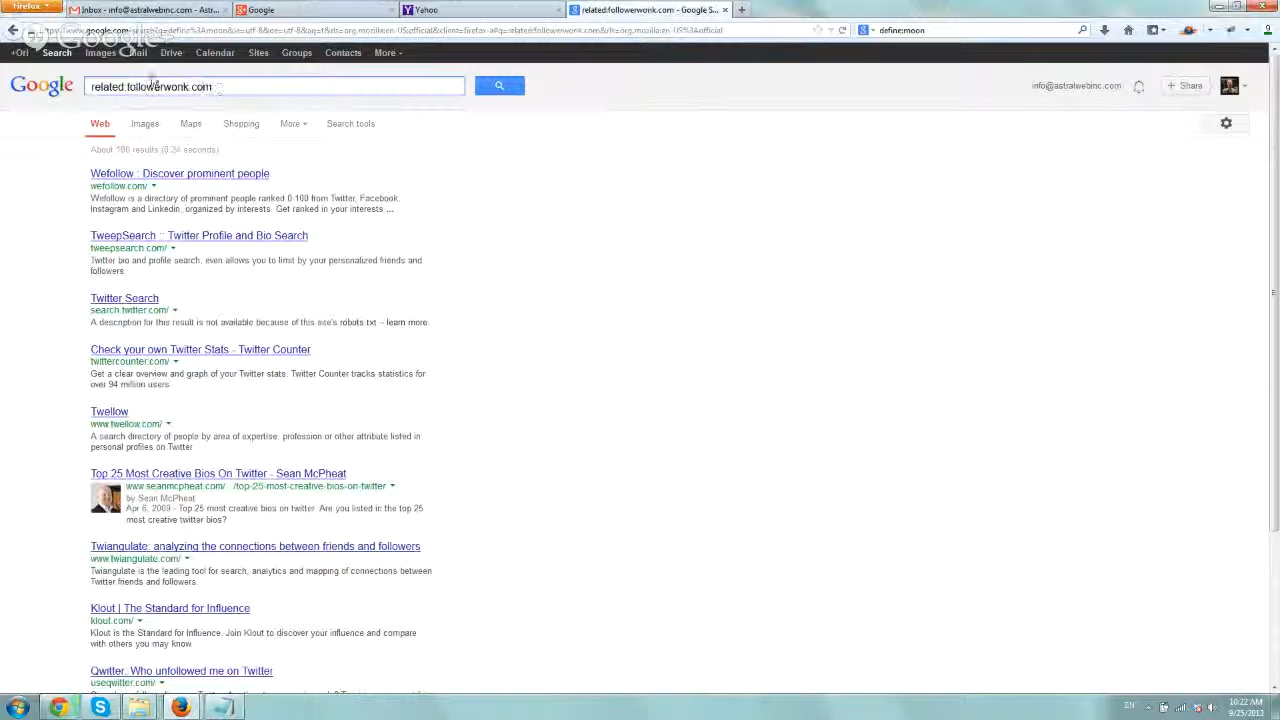 Firefox
Inbox - info@astralwebinc.com - Astr...
Google
Yahoo
related:followerwonk.com - Google S...
define:moon
+Ori Search Images Mail Drive Calendar Sites Groups Contacts More
Google related:followerwonk.com info@astralwebinc.com + Share
Web Images Maps Shopping More Search tools
About 100 results (0.24 seconds)
Wefollow : Discover prominent people
wefollow.com/
Wefollow is a directory of prominent people ranked 0-100 from Twitter, Facebook,
Instagram and Linkedin, organized by interests. Get ranked in your interests ...
TweepSearch :: Twitter Profile and Bio Search
tweepsearch.com/
Twitter bio and profile search, even allows you to limit by your personalized friends and
followers.
Twitter Search
search.twitter.com/
A description for this result is not available because of this site's robots.txt – learn more.
Check your own Twitter Stats - Twitter Counter
twittercounter.com/
Get a clear overview and graph of your Twitter stats. Twitter Counter tracks statistics for
over 94 million users.
Twellow
www.twellow.com/
A search directory of people by area of expertise, profession or other attribute listed in
personal profiles on Twitter
Top 25 Most Creative Bios On Twitter - Sean McPheat
www.seanmcpheat.com/ /top-25-most-creative-bios-on-twitter
by Sean McPheat
Apr 6, 2009 - Top 25 most creative bios on twitter. Are you listed in the top 25
most creative twitter bios?
Twiangulate: analyzing the connections between friends and followers
www.twiangulate.com/
Twiangulate is the leading tool for search, analytics and mapping of connections between
Twitter friends and followers.
Klout | The Standard for Influence
klout.com/
Klout is the Standard for Influence. Join Klout to discover your influence and compare
with others you may know.
Qwitter. Who unfollowed me on Twitter
useqwitter.com/
EN 10:22 AM
9/25/2013